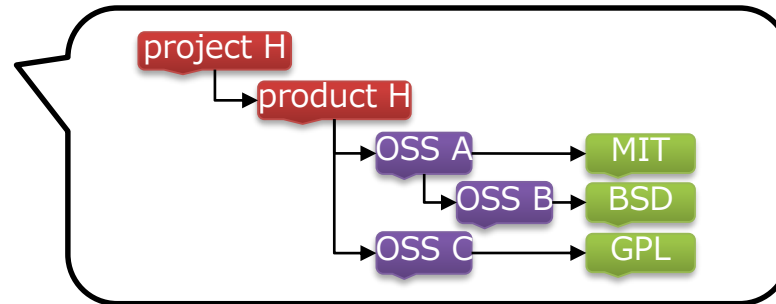 project H
product H
OSS A
MIT
OSS B
BSD
OSS C
GPL